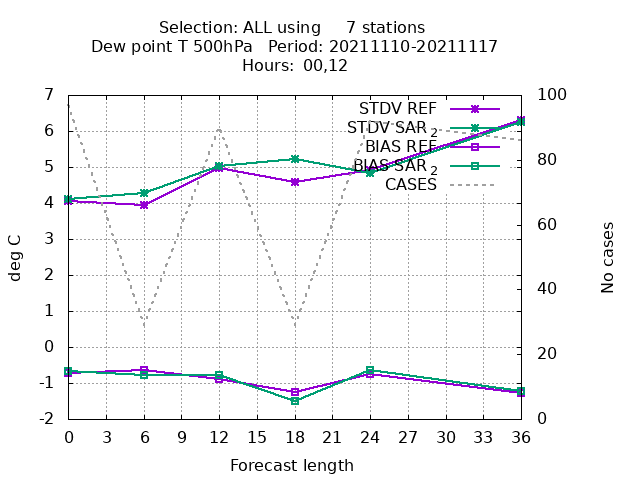 Selection: ALL using 7 stations
Dew point T 500hPa Period: 20211110-20211117
Hours: 00,12
STDV REF
STDV SAR 2
BIAS REF
BIAS SAR 2
CASES
7
6
5
4
3
2
1
0
-1
-2
100
80
60
40
20
0
deg C
No cases
0 3 6 9 12 15 18 21 24 27 30 33 36
Forecast length